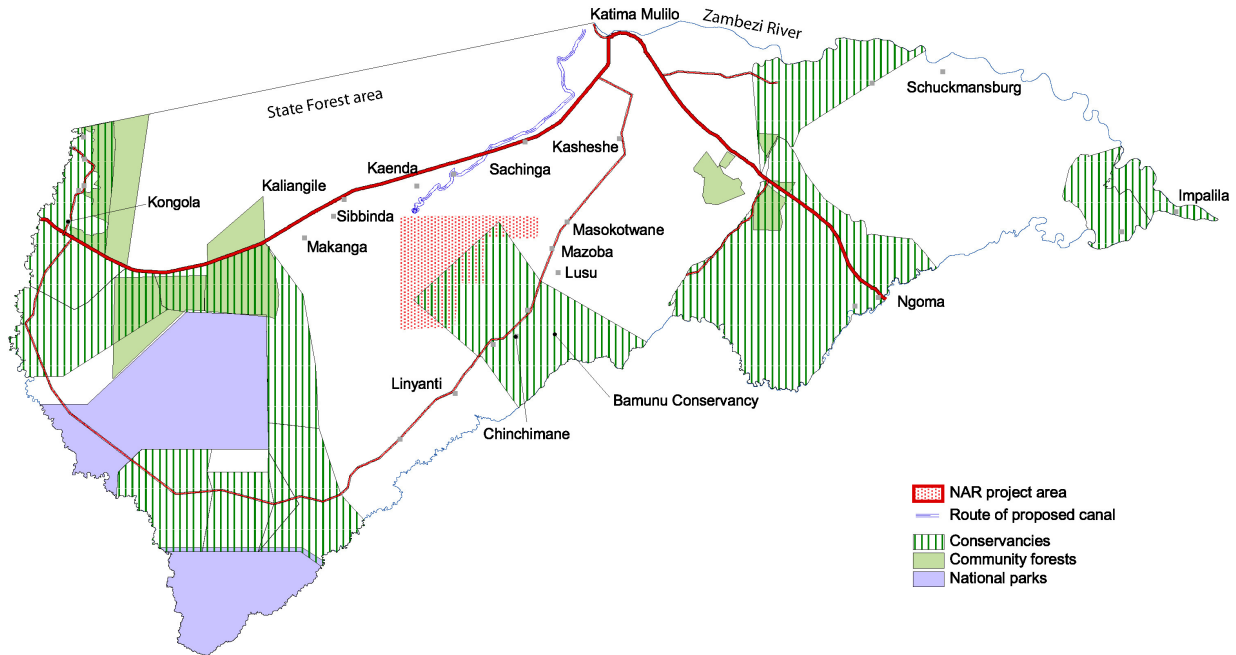 Katima Mulilo
Zambezi River
State Forest area
Schuckmansburg
Kasheshe
Sachinga
Kaenda
Kaliangile
Kongola
Sibbinda
Impalila
Masokotwane
Makanga
Mazoba
Lusu
Ngoma
Linyanti
Bamunu Conservancy
Chinchimane
NAR project area
Route of proposed canal
Conservancies
Community forests
National parks